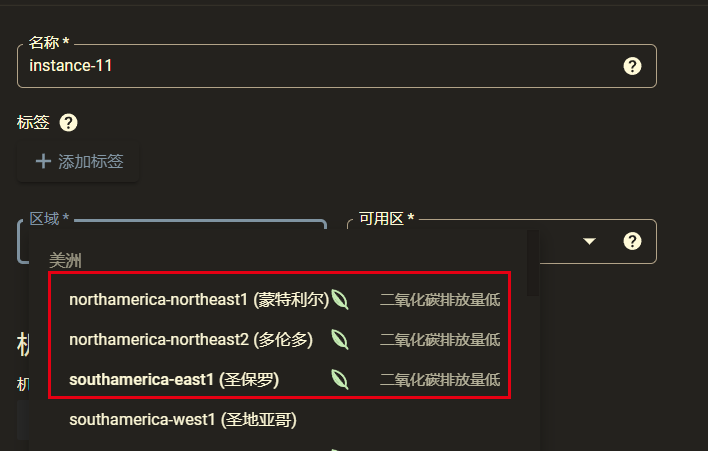 名称 *
instance-11
标签
添加标签
区域 * 可用区 *
美洲
northamerica-northeast1 (蒙特利尔) 二氧化碳排放量低
northamerica-northeast2 (多伦多) 二氧化碳排放量低
southamerica-east1 (圣保罗) 二氧化碳排放量低
southamerica-west1 (圣地亚哥)